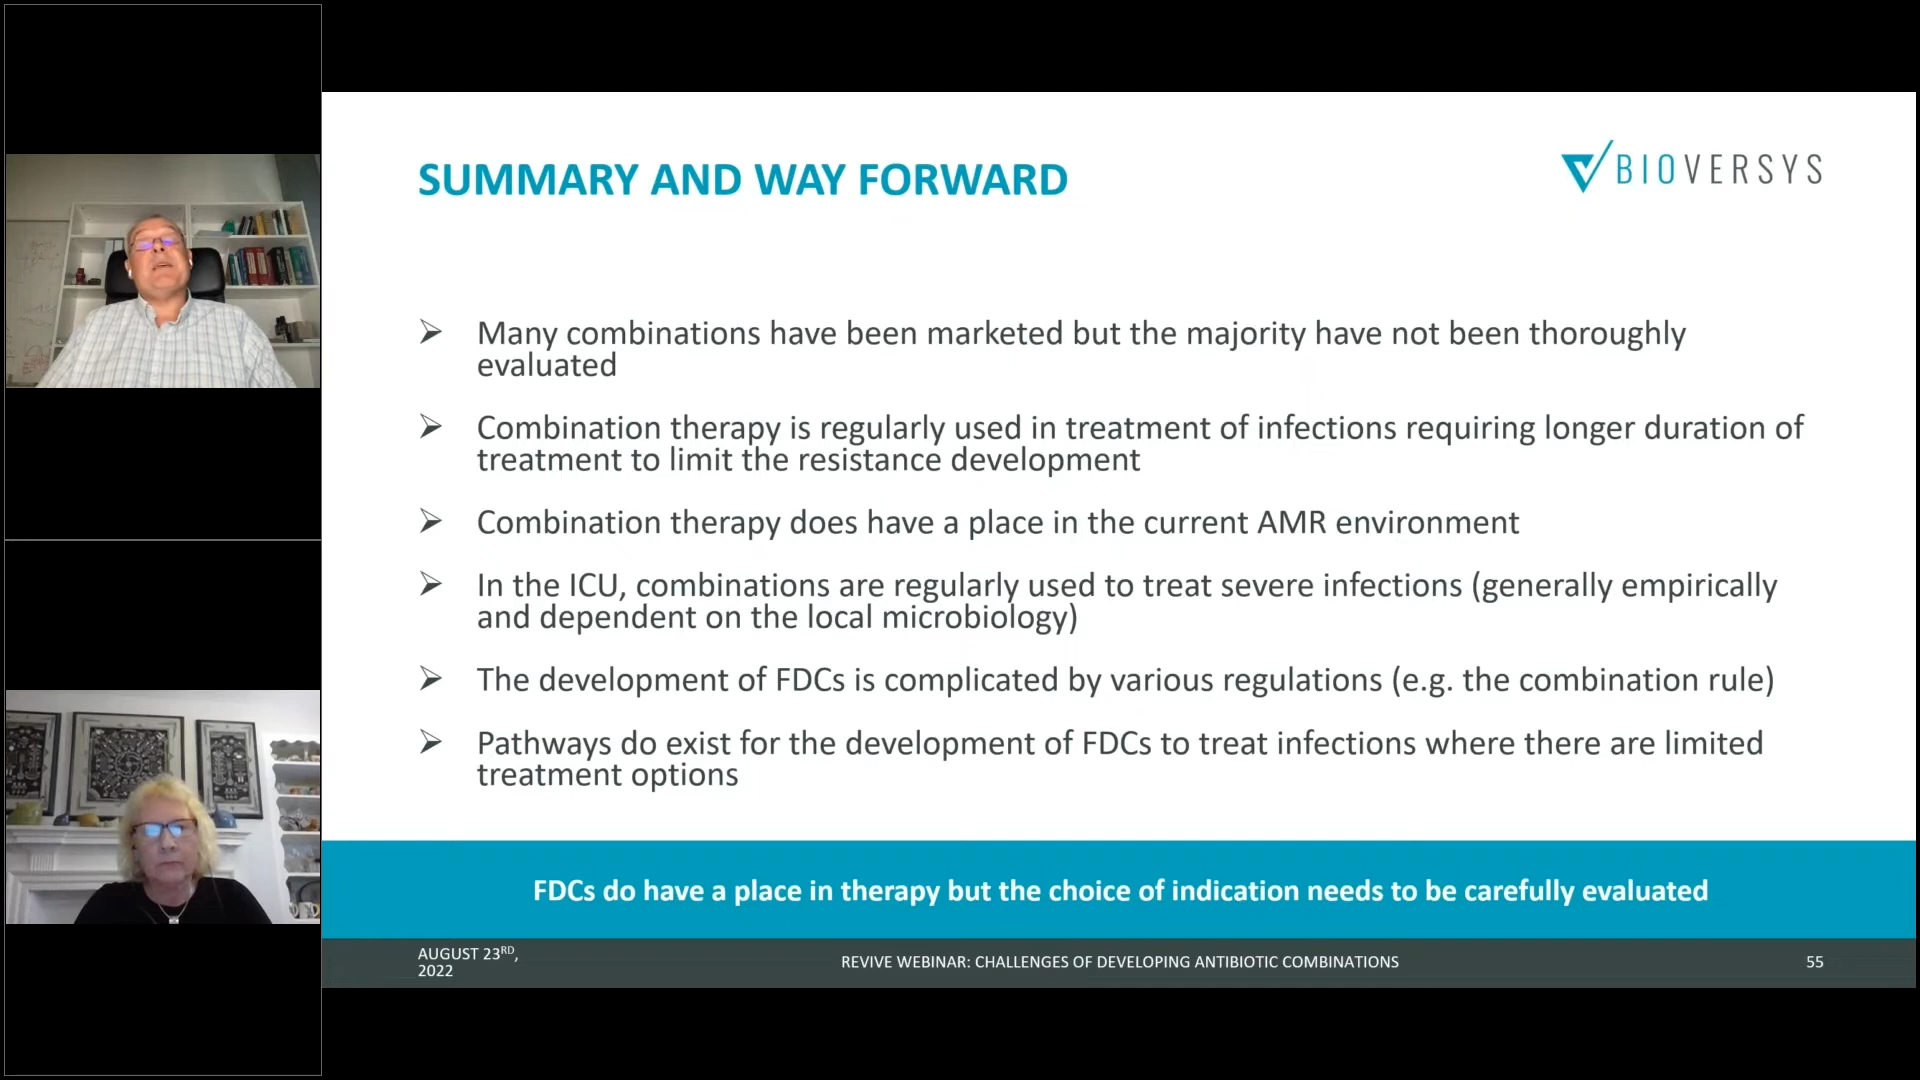 SUMMARY AND WAY FORWARD
BIOVERSYS
➢ Many combinations have been marketed but the majority have not been thoroughly
evaluated
➢ Combination therapy is regularly used in treatment of infections requiring longer duration of
treatment to limit the resistance development
➢ Combination therapy does have a place in the current AMR environment
➢ In the ICU, combinations are regularly used to treat severe infections (generally empirically
and dependent on the local microbiology)
➢ The development of FDCs is complicated by various regulations (e.g. the combination rule)
➢ Pathways do exist for the development of FDCs to treat infections where there are limited
treatment options
FDCs do have a place in therapy but the choice of indication needs to be carefully evaluated
AUGUST 23RD,
2022
REVIVE WEBINAR: CHALLENGES OF DEVELOPING ANTIBIOTIC COMBINATIONS
55